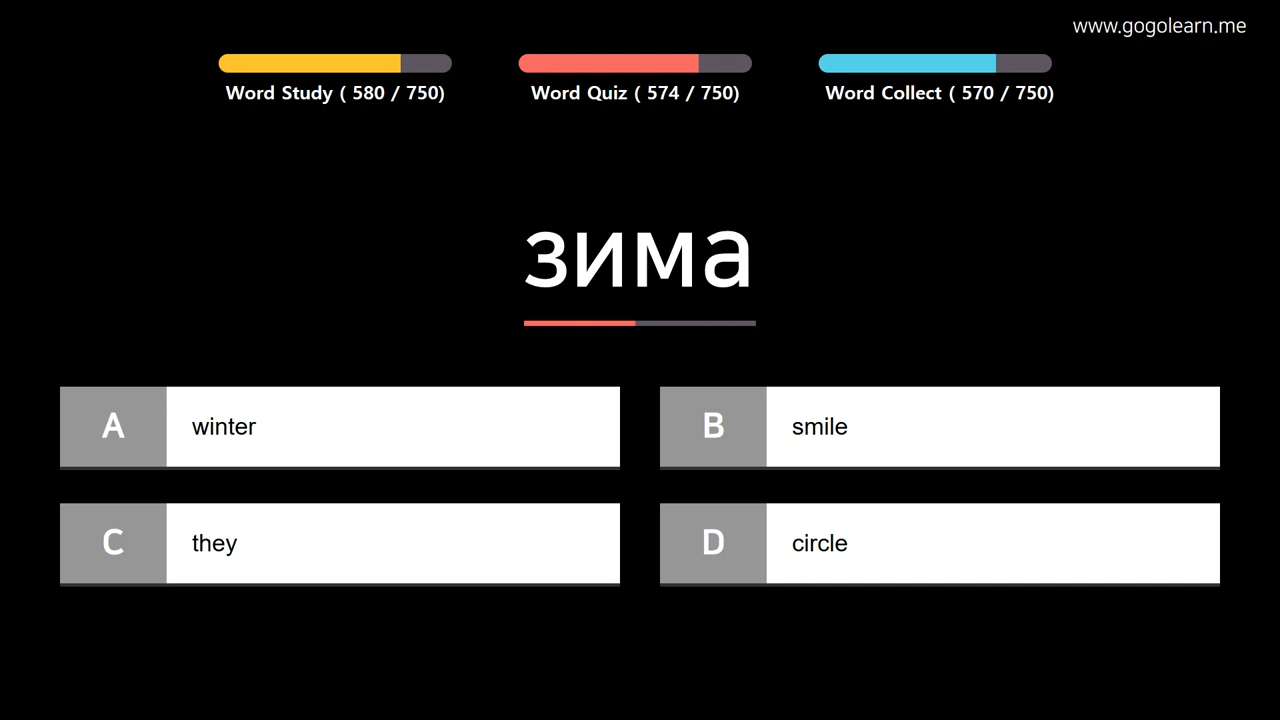 www.gogolearn.me
Word Study ( 580 / 750)
Word Quiz ( 574 / 750)
Word Collect ( 570 / 750)
зима
A winter
B smile
C they
D circle